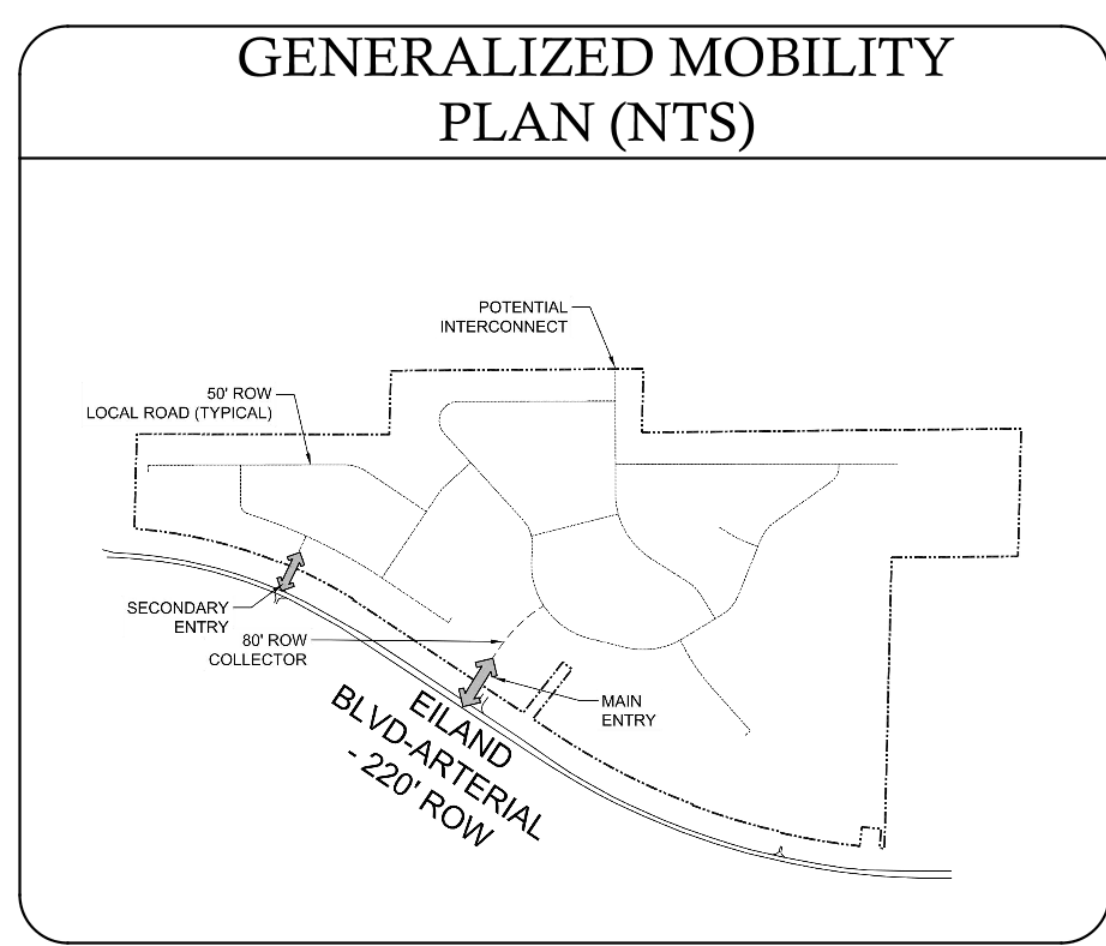 GENERALIZED MOBILITY
PLAN (NTS)
POTENTIAL
INTERCONNECT
50' ROW
LOCAL ROAD (TYPICAL)
SECONDARY
ENTRY
80' ROW
COLLECTOR
MAIN
ENTRY
EILAND
BLVD-ARTERIAL
- 220' ROW